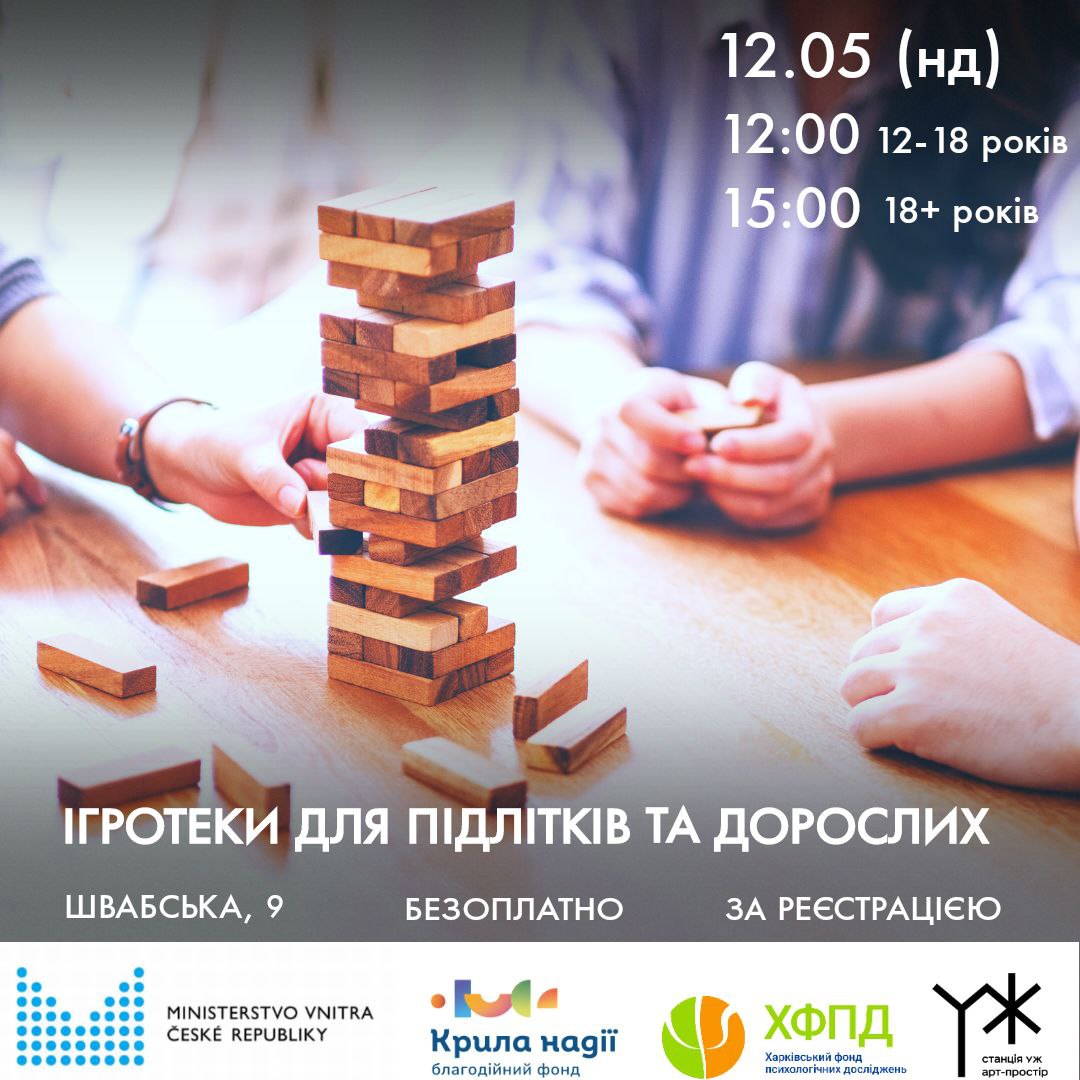 12.05 (нд)
12:00 12-18 років
15:00 18+ років
ІГРОТЕКИ ДЛЯ ПІДЛІТКІВ ТА ДОРОСЛИХ
ШВАБСЬКА, 9 БЕЗОПЛАТНО ЗА РЕЄСТРАЦІЄЮ
MINISTERSTVO VNITRA
ČESKÉ REPUBLIKY
Крила надії
благодійний фонд
ХФПД
Харківський фонд
психологічних досліджень
УЖ
станція уж
арт-простір